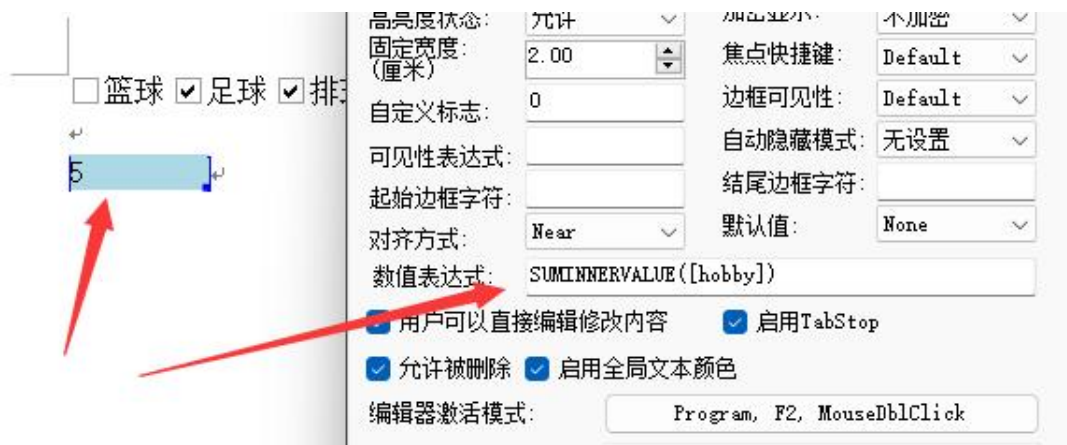 高亮度状态: 允许 加密显示: 不加密
固定宽度: 2.00 焦点快捷键: Default
(厘米)
☐篮球 ☑足球 ☑排
自定义标志: 0 边框可见性: Default
可见性表达式: 自动隐藏模式: 无设置
5
起始边框字符: 结尾边框字符:
对齐方式: Near 默认值: None
数值表达式: SUMINNERVALUE([hobby])
用户可以直接编辑修改内容 启用TabStop
允许被删除 启用全局文本颜色
编辑器激活模式: Program, F2, MouseDblClick